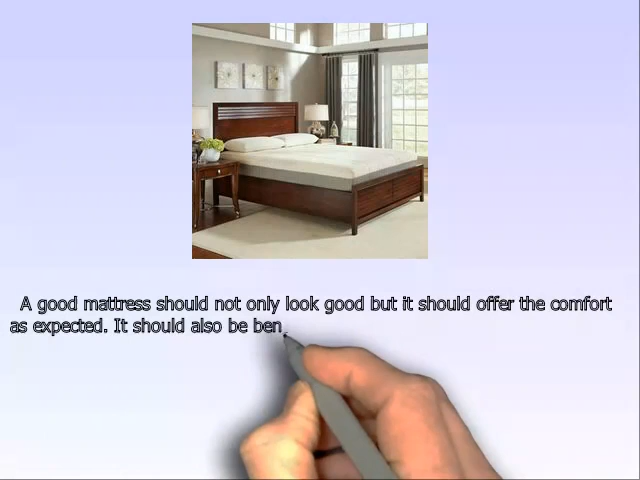 A good mattress should not only look good but it should offer the comfort
as expected. It should also be ben